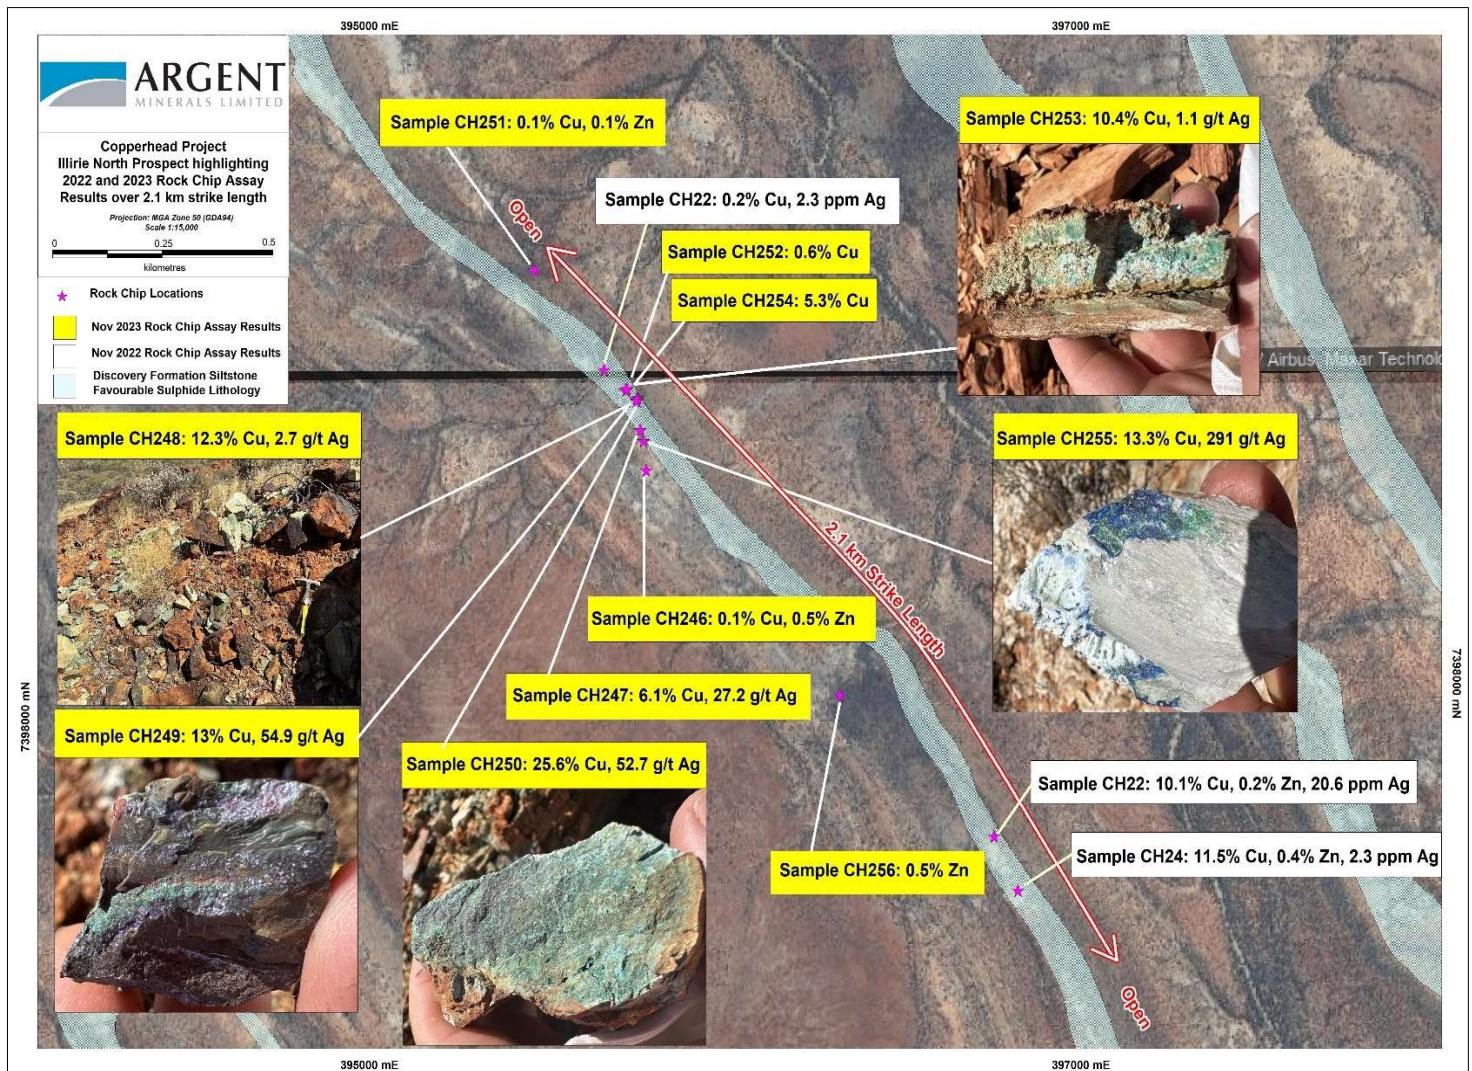 395000 mE
397000 mE
ARGENT
MINERALS LIMITED
Copperhead Project
Illirie North Prospect highlighting
2022 and 2023 Rock Chip Assay
Results over 2.1 km strike length
Projection: MGA Zone 50 (GDA94)
Scale 1:15,000
0 0.25 0.5
kilometres
Rock Chip Locations
Nov 2023 Rock Chip Assay Results
Nov 2022 Rock Chip Assay Results
Discovery Formation Siltstone
Favourable Sulphide Lithology
Sample CH251: 0.1% Cu, 0.1% Zn
Sample CH253: 10.4% Cu, 1.1 g/t Ag
Open
Sample CH22: 0.2% Cu, 2.3 ppm Ag
Sample CH252: 0.6% Cu
Sample CH254: 5.3% Cu
Airbus, Maxar Technolo
Sample CH248: 12.3% Cu, 2.7 g/t Ag
Sample CH255: 13.3% Cu, 291 g/t Ag
2.1 km Strike Length
Sample CH246: 0.1% Cu, 0.5% Zn
7398000 mN
7398000 mN
Sample CH247: 6.1% Cu, 27.2 g/t Ag
Sample CH249: 13% Cu, 54.9 g/t Ag
Sample CH250: 25.6% Cu, 52.7 g/t Ag
Sample CH22: 10.1% Cu, 0.2% Zn, 20.6 ppm Ag
Sample CH24: 11.5% Cu, 0.4% Zn, 2.3 ppm Ag
Sample CH256: 0.5% Zn
Open
395000 mE
397000 mE